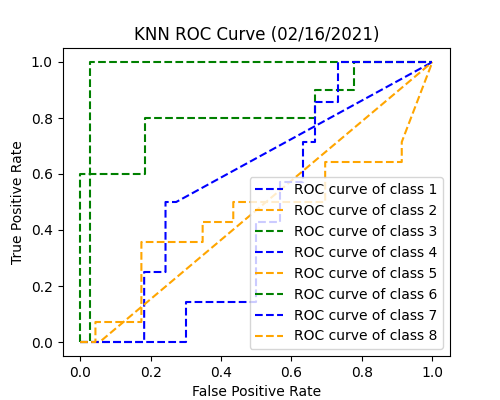 KNN ROC Curve (02/16/2021)
True Positive Rate
1.0
0.8
0.6
0.4
0.2
0.0
ROC curve of class 1
ROC curve of class 2
ROC curve of class 3
ROC curve of class 4
ROC curve of class 5
ROC curve of class 6
ROC curve of class 7
ROC curve of class 8
0.0 0.2 0.4 0.6 0.8 1.0
False Positive Rate